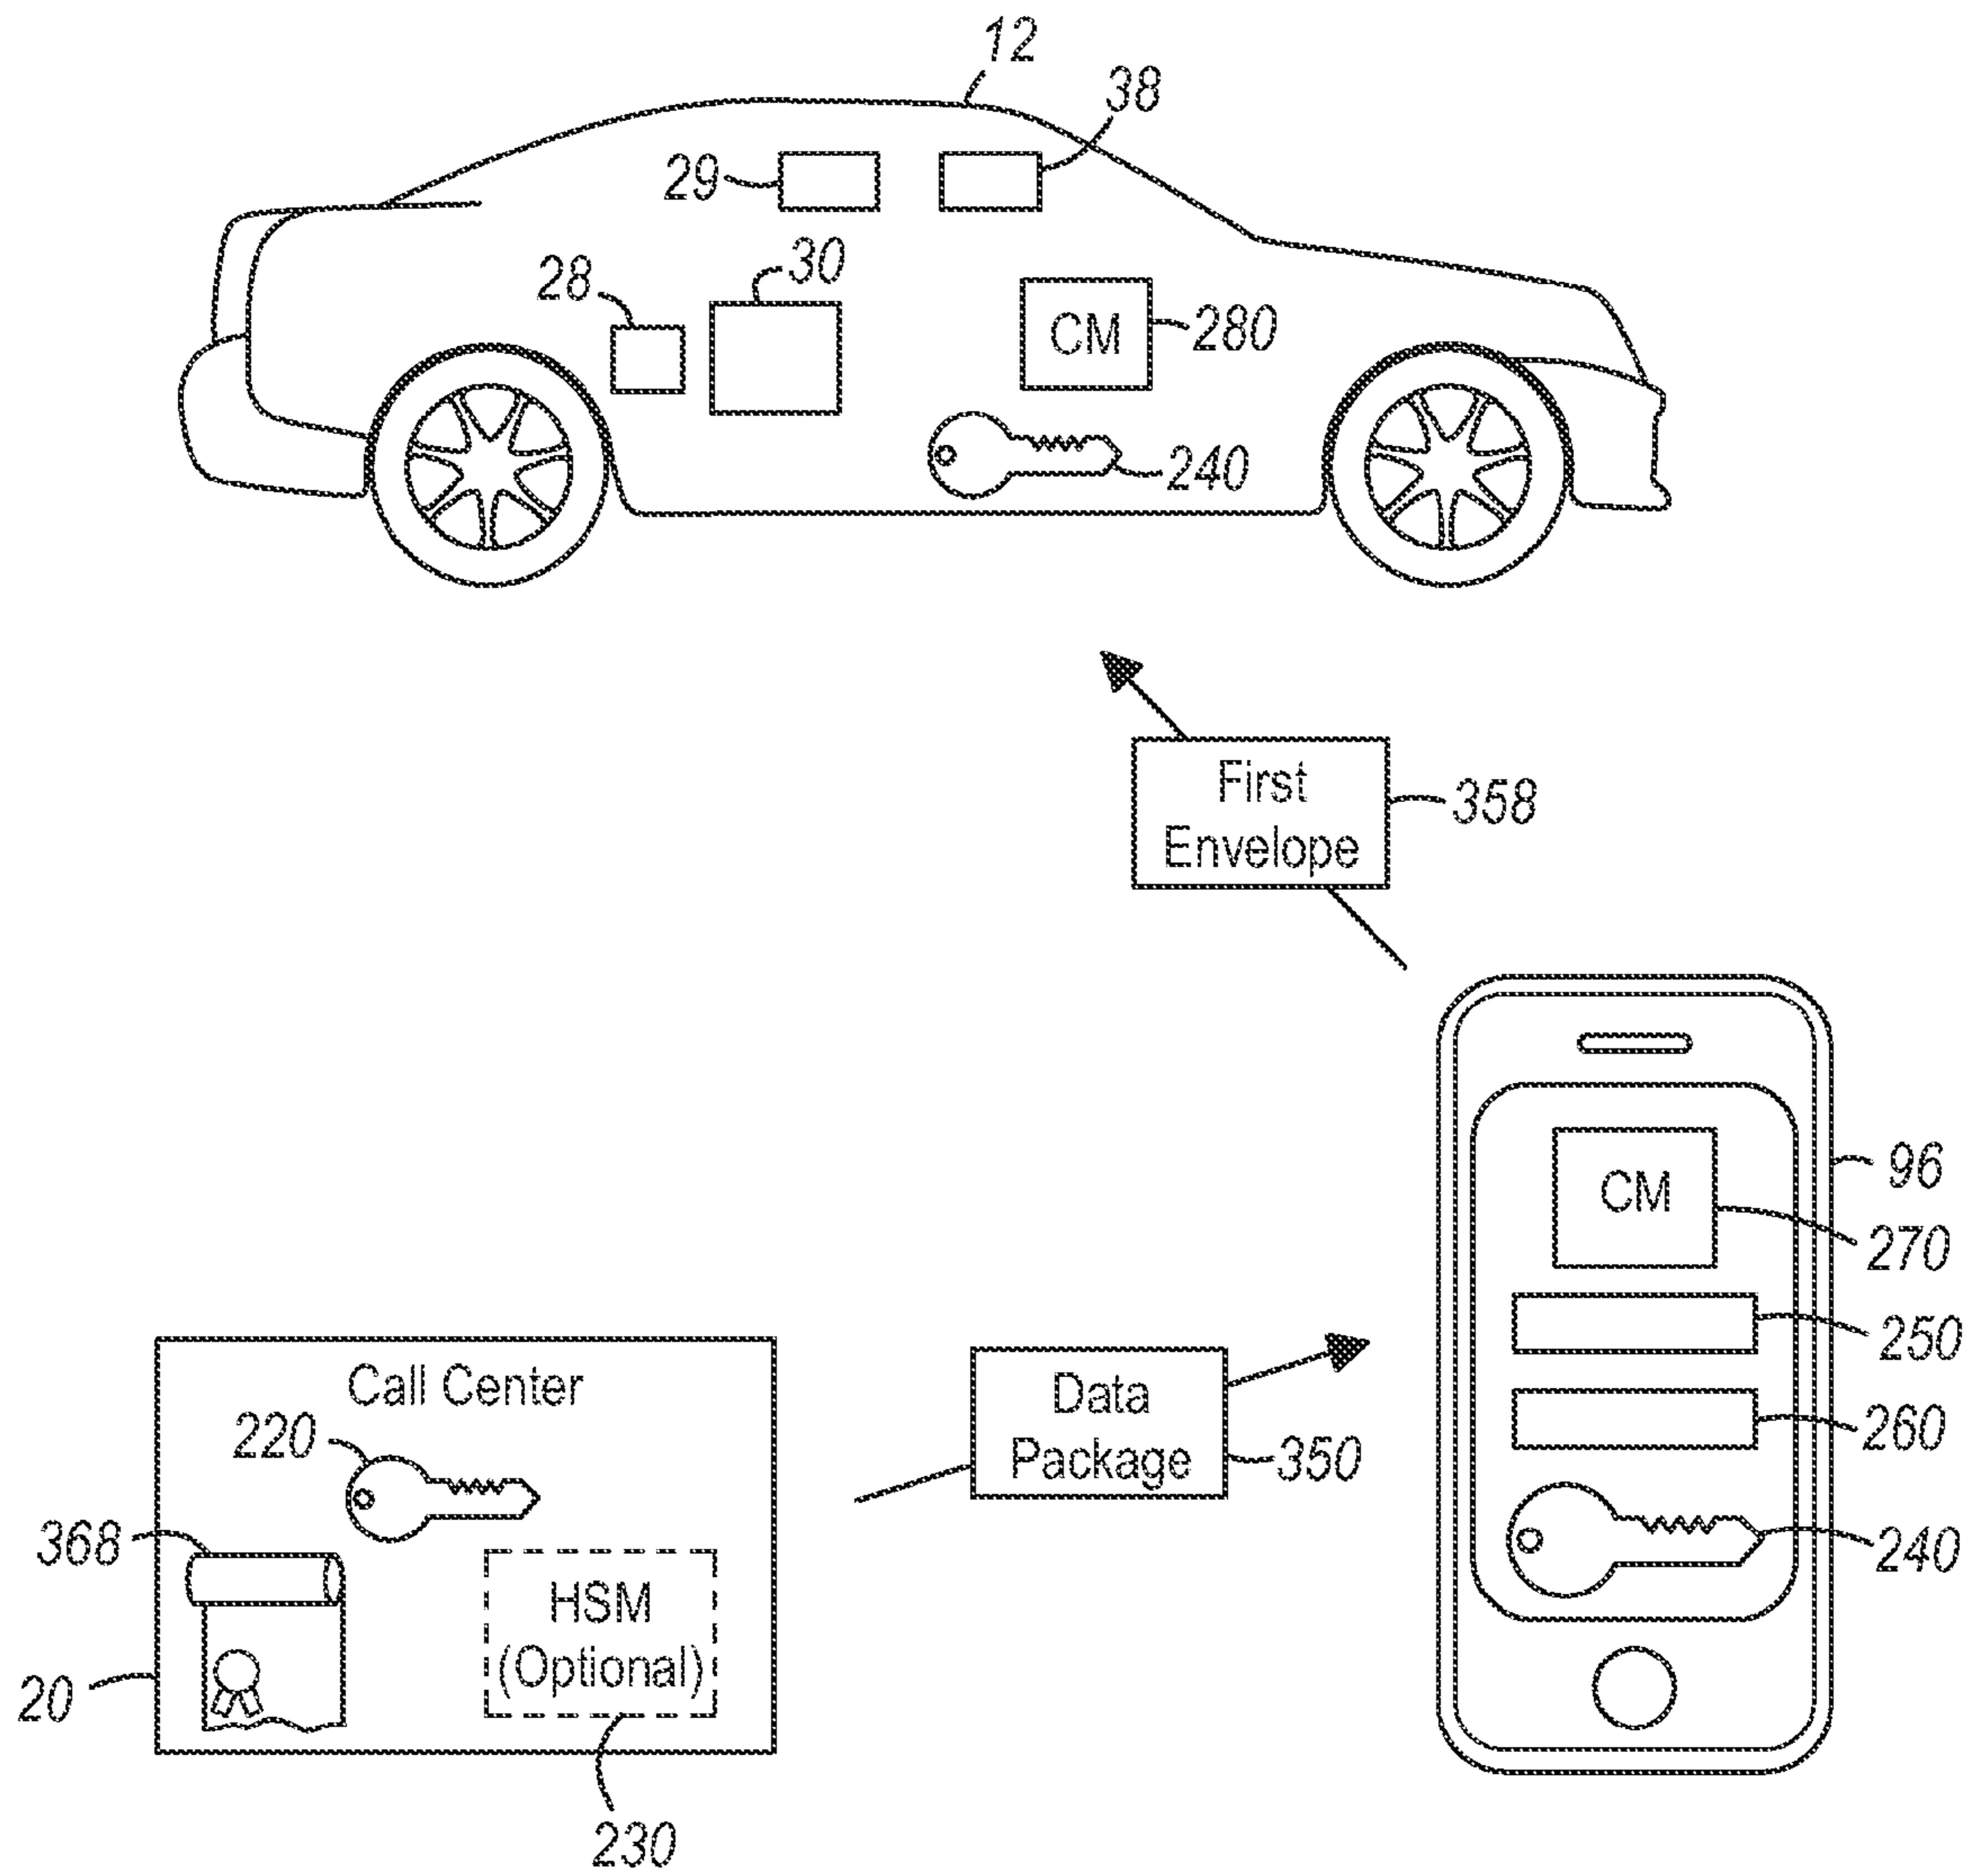 12
38
29
30
28
CM
280
240
First
Envelope
358
96
CM
270
250
Call Center
Data
Package
350
260
220
368
240
HSM
(Optional)
20
230